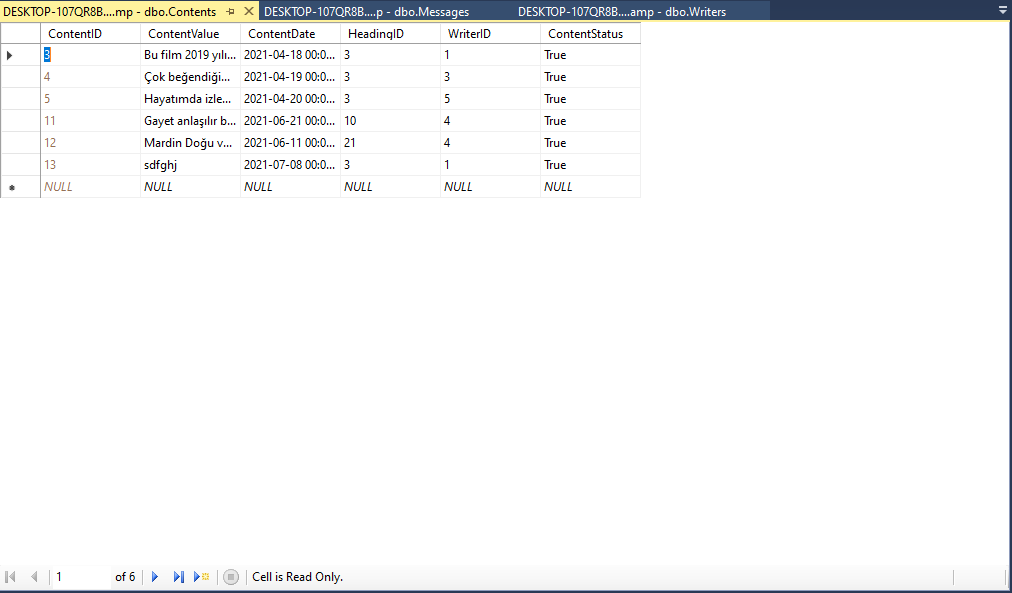 DESKTOP-107QR8B....mp - dbo.Contents DESKTOP-107QR8B....p - dbo.Messages DESKTOP-107QR8B....amp - dbo.Writers
ContentID ContentValue ContentDate HeadingID WriterID ContentStatus
3 Bu film 2019 yılı... 2021-04-18 00:0... 3 1 True
4 Çok beğendiği... 2021-04-19 00:0... 3 3 True
5 Hayatımda izle... 2021-04-20 00:0... 3 5 True
11 Gayet anlaşılır b... 2021-06-21 00:0... 10 4 True
12 Mardin Doğu v... 2021-06-11 00:0... 21 4 True
13 sdfghj 2021-07-08 00:0... 3 1 True
NULL NULL NULL NULL NULL NULL
1 of 6 Cell is Read Only.